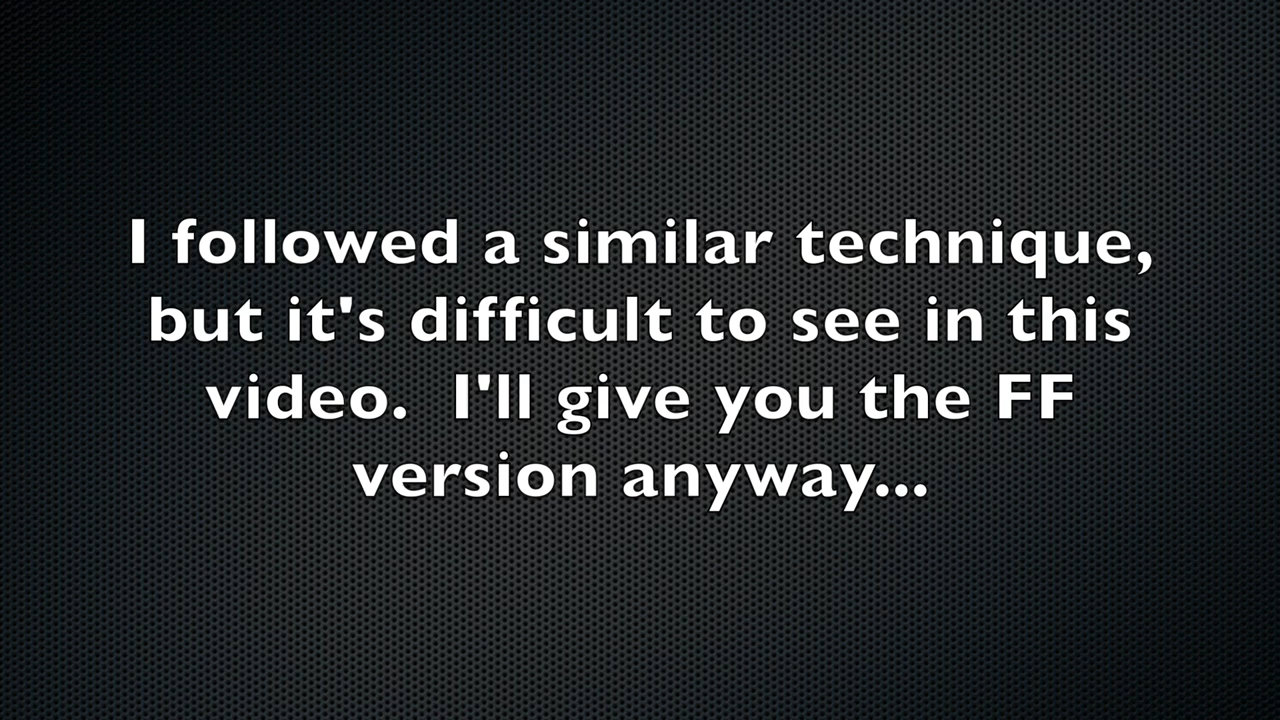 I followed a similar technique,
but it's difficult to see in this
video.  I'll give you the FF
version anyway...